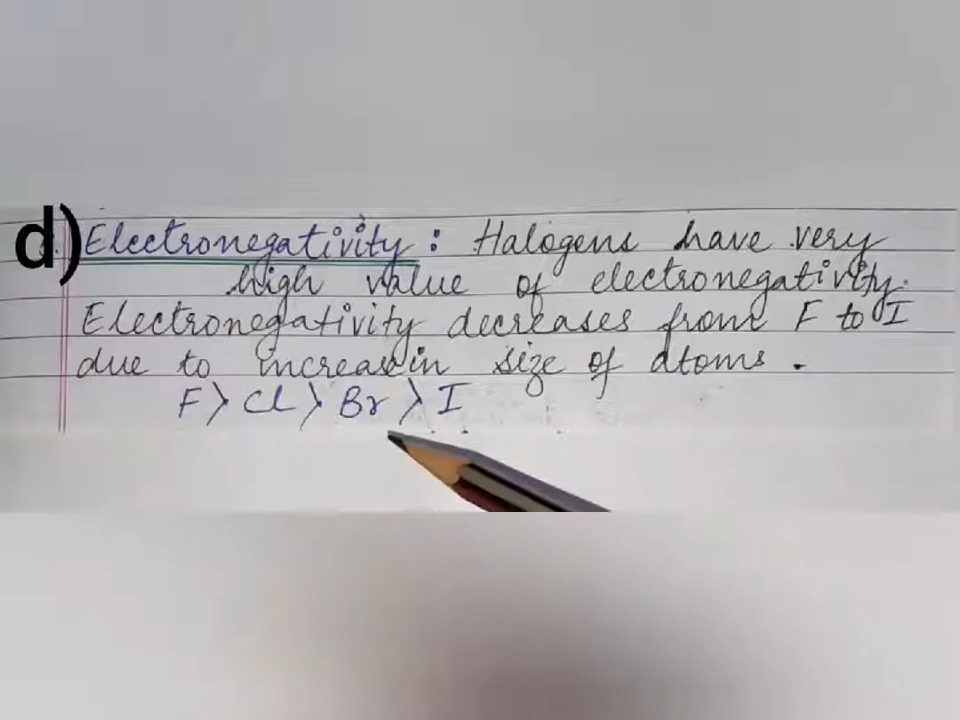 d) Electronegativity : Halogens have very
high value of electronegativity.
Electronegativity decreases from F to I
due to increase in size of atoms .
F > Cl > Br > I